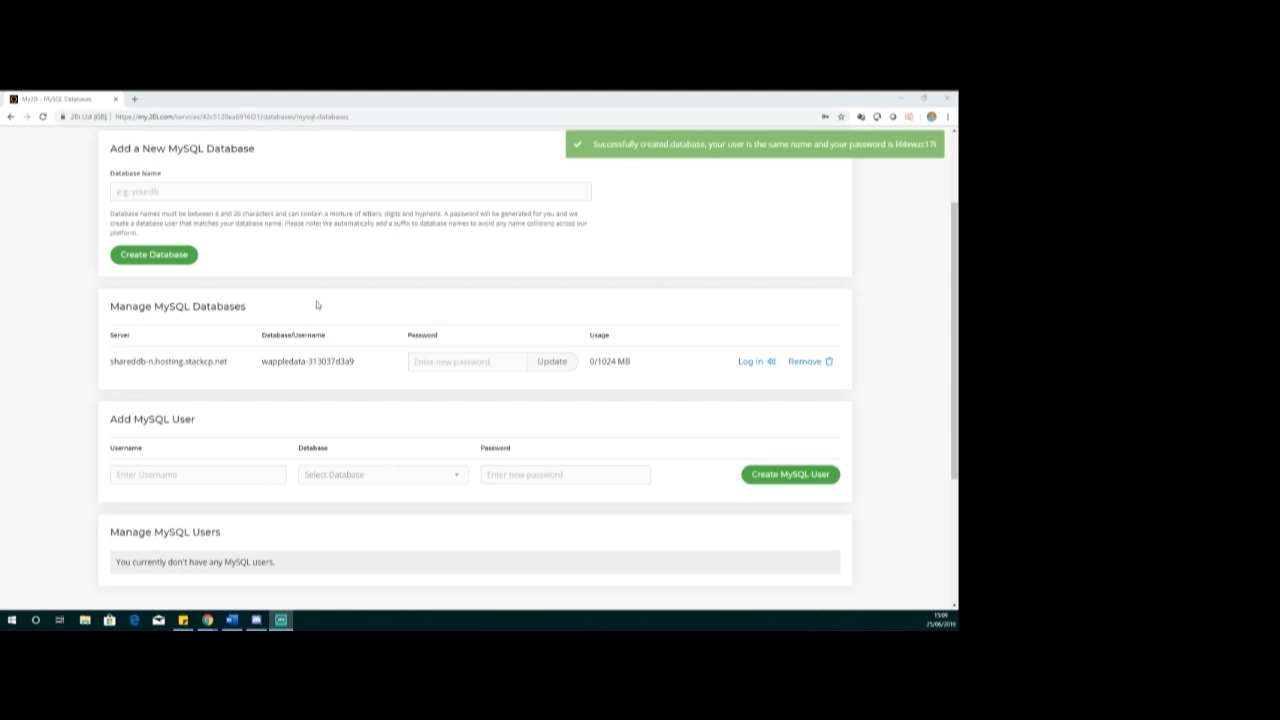 My20i - MySQL Databases
20i Ltd [GB] | https://my.20i.com/services/
/databases/mysql-databases
Successfully created database, your user is the same name and your password is
Add a New MySQL Database
Database Name
e.g. yourdb
Database names must be between 6 and 20 characters and can contain a mixture of letters, digits and hyphens. A password will be generated for you and we
create a database user that matches your database name. Please note: We automatically add a suffix to database names to avoid any name collisions across our
platform.
Create Database
Manage MySQL Databases
Server Database/Username Password Usage
shareddb-n.hosting.stackcp.net wappledata-313037d3a9 Enter new password Update 0/1024 MB Log in Remove
Add MySQL User
Username Database Password
Enter Username Select Database Enter new password Create MySQL User
Manage MySQL Users
You currently don't have any MySQL users.
15:09
25/06/2019